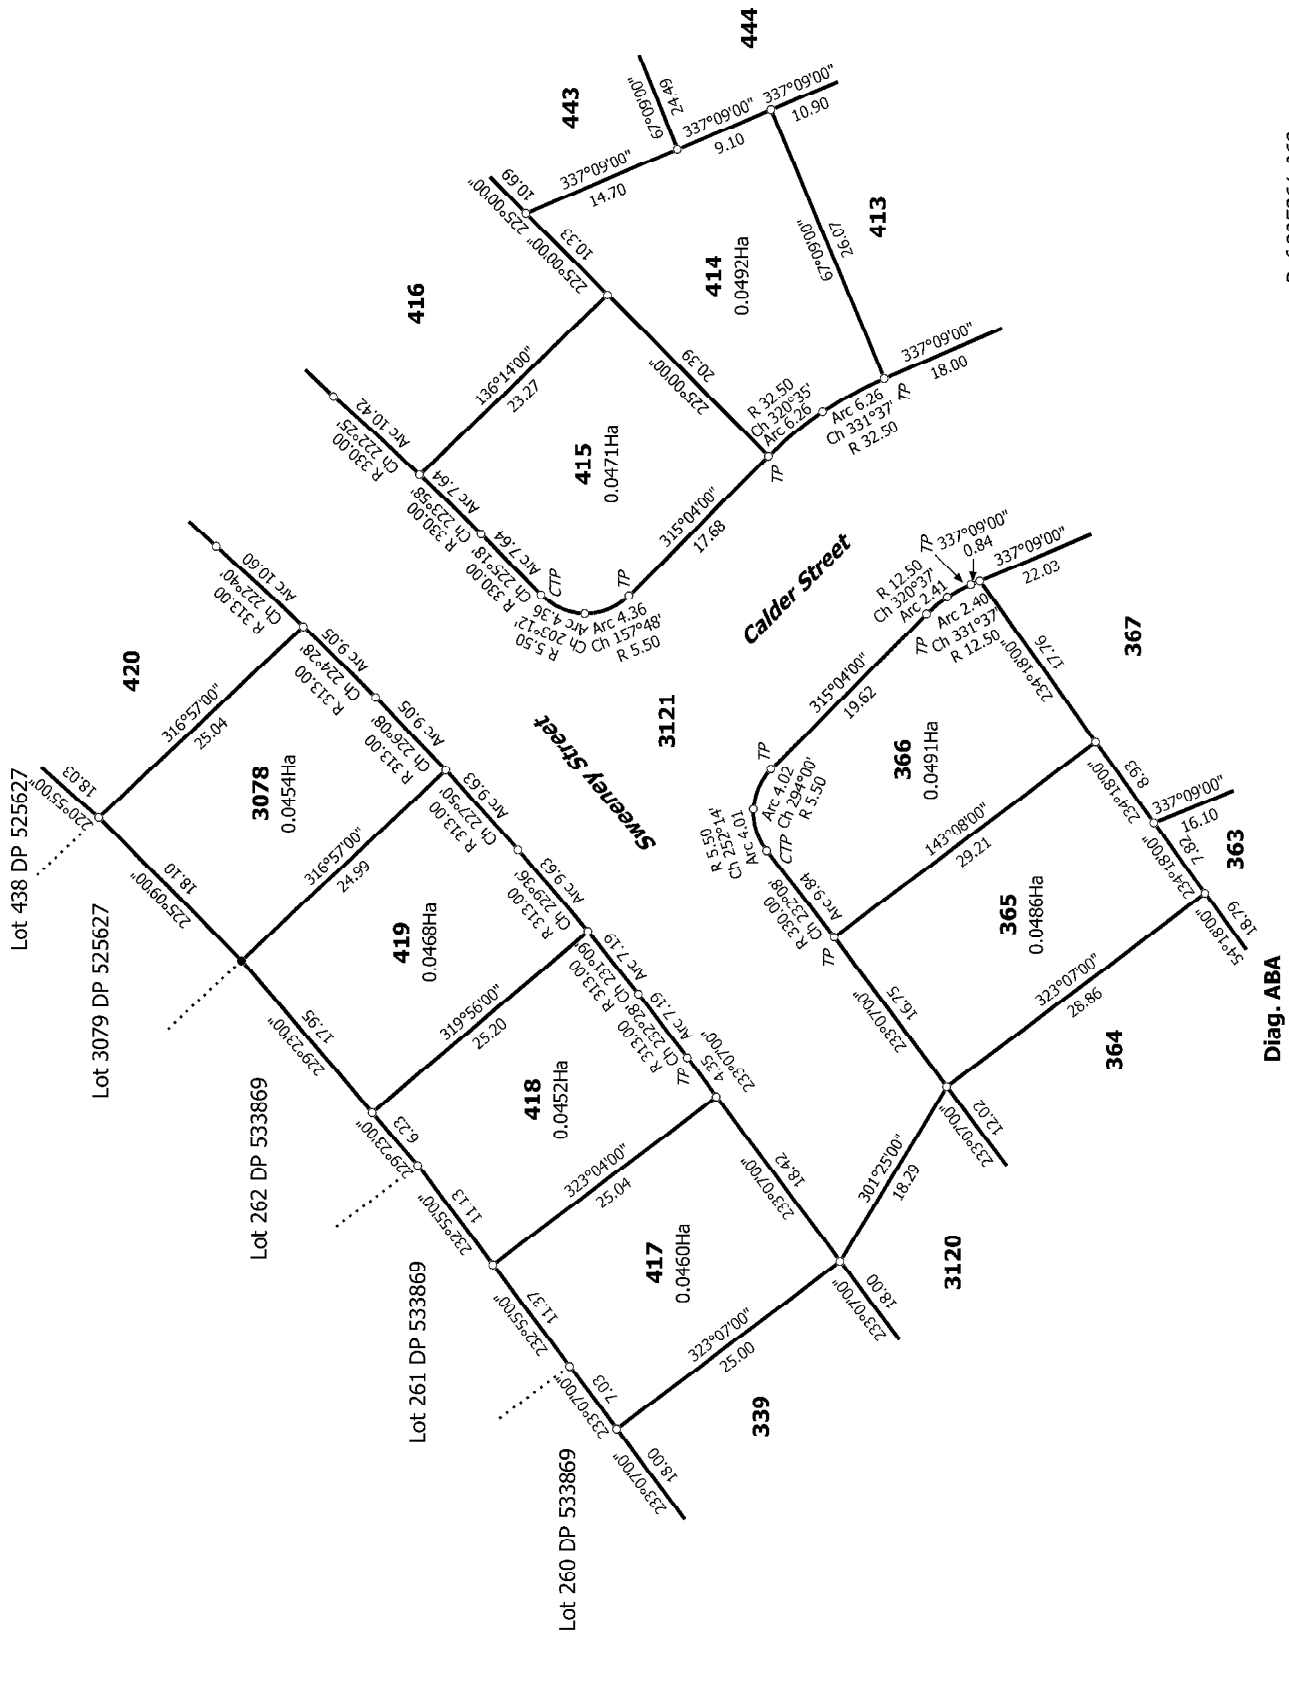 444
443
67°09'00"
24.49
337°09'00"
10.90
337°09'00"
9.10
337°09'00"
14.70
10.69
225°00'00"
225°00'00"
10.33
416
414
0.0492Ha
67°09'00"
26.07
413
136°14'00"
23.27
225°00'00"
20.39
337°09'00"
18.00
R 32.50
Ch 320°35'
Arc 6.26
Arc 6.26
Ch 331°37'
R 32.50
TP
TP
415
0.0471Ha
315°04'00"
17.68
Arc 10.42
Ch 222°25'
R 330.00
Arc 7.64
Ch 223°58'
R 330.00
Arc 7.64
Ch 225°18'
R 330.00
CTP
TP
Arc 4.36
Ch 203°12'
R 5.50
Arc 4.36
Ch 157°48'
R 5.50
Calder Street
Sweeney Street
3121
420
Arc 10.60
Ch 222°40'
R 313.00
Arc 9.05
Ch 224°28'
R 313.00
Arc 9.05
Ch 226°08'
R 313.00
Arc 9.63
Ch 227°50'
R 313.00
Arc 9.63
Ch 229°36'
R 313.00
Arc 7.19
Ch 231°09'
R 313.00
Arc 7.19
Ch 232°28'
R 313.00
TP
4.35
233°07'00"
316°57'00"
25.04
3078
0.0454Ha
18.03
220°55'00"
Lot 438 DP 525627
225°09'00"
18.10
316°57'00"
24.99
Lot 3079 DP 525627
419
0.0468Ha
229°23'00"
17.95
319°56'00"
25.20
Lot 262 DP 533869
229°23'00"
6.23
418
0.0452Ha
232°55'00"
11.13
323°04'00"
25.04
Lot 261 DP 533869
232°55'00"
11.37
417
0.0460Ha
233°07'00"
18.42
233°07'00"
7.03
323°07'00"
25.00
233°07'00"
18.00
Lot 260 DP 533869
339
233°07'00"
18.00
3120
301°25'00"
18.29
233°07'00"
12.02
364
233°07'00"
16.75
TP
365
0.0486Ha
323°07'00"
28.86
143°08'00"
29.21
366
0.0491Ha
Arc 9.84
Ch 232°08'
R 330.00
CTP
R 5.50
Ch 252°14'
Arc 4.01
Arc 4.02
Ch 294°00'
R 5.50
TP
315°04'00"
19.62
TP
R 12.50
Ch 320°37'
Arc 2.41
Arc 2.40
Ch 331°37'
R 12.50
TP
337°09'00"
0.84
337°09'00"
22.03
234°18'00"
17.76
367
234°18'00"
8.93
337°09'00"
16.10
234°18'00"
7.82
363
54°18'00"
18.79
Diag. ABA